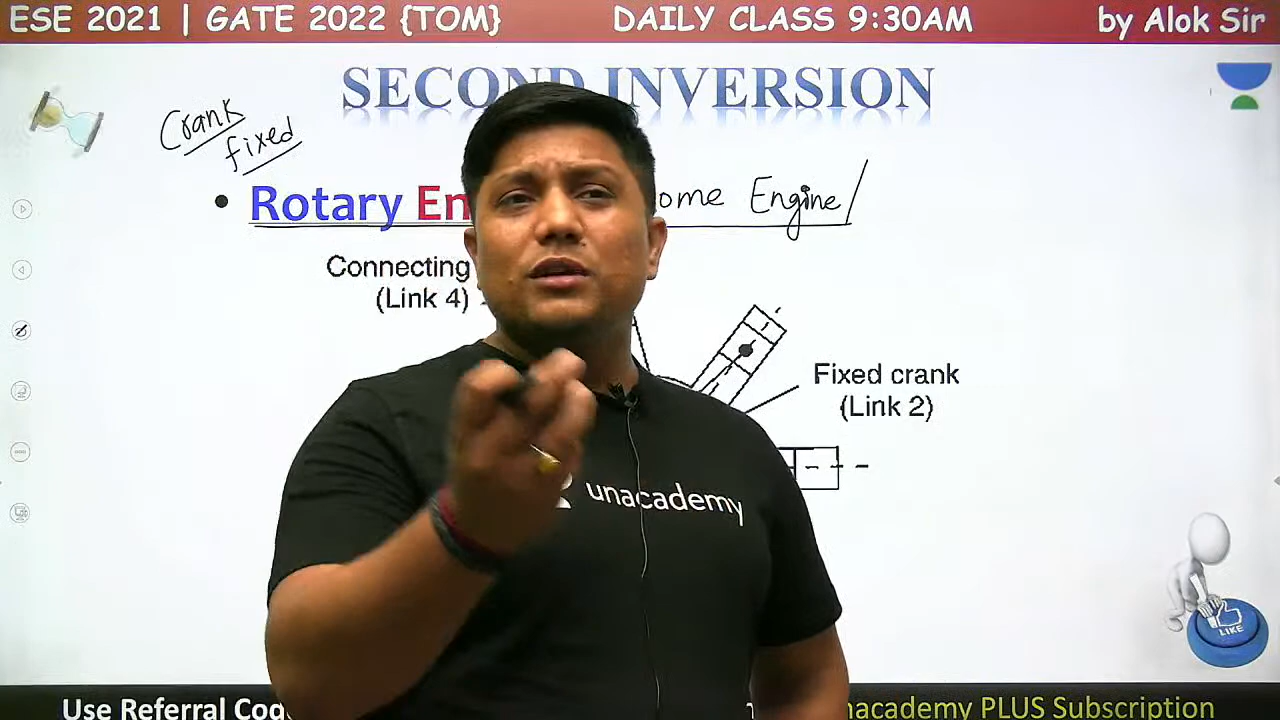 ESE 2021 | GATE 2022 {TOM} DAILY CLASS 9:30AM by Alok Sir
SECOND INVERSION
Crank
fixed
• Rotary En ome Engine/
Connecting
(Link 4)
Fixed crank
(Link 2)
unacademy
LIKE
Use Referral Cod nacademy PLUS Subscription